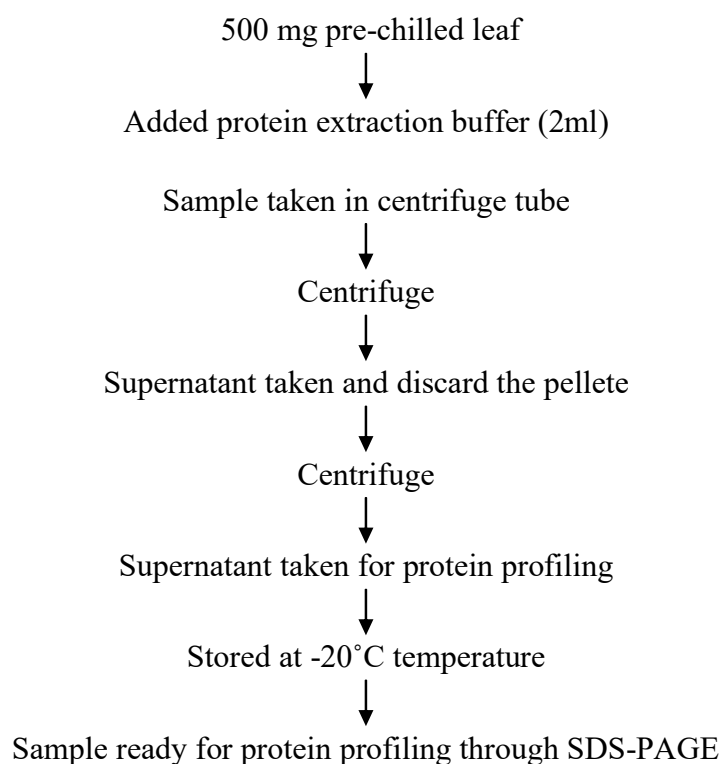 500 mg pre-chilled leaf
Added protein extraction buffer (2ml)
Sample taken in centrifuge tube
Centrifuge
Supernatant taken and discard the pellete
Centrifuge
Supernatant taken for protein profiling
Stored at -20˚C temperature
Sample ready for protein profiling through SDS-PAGE